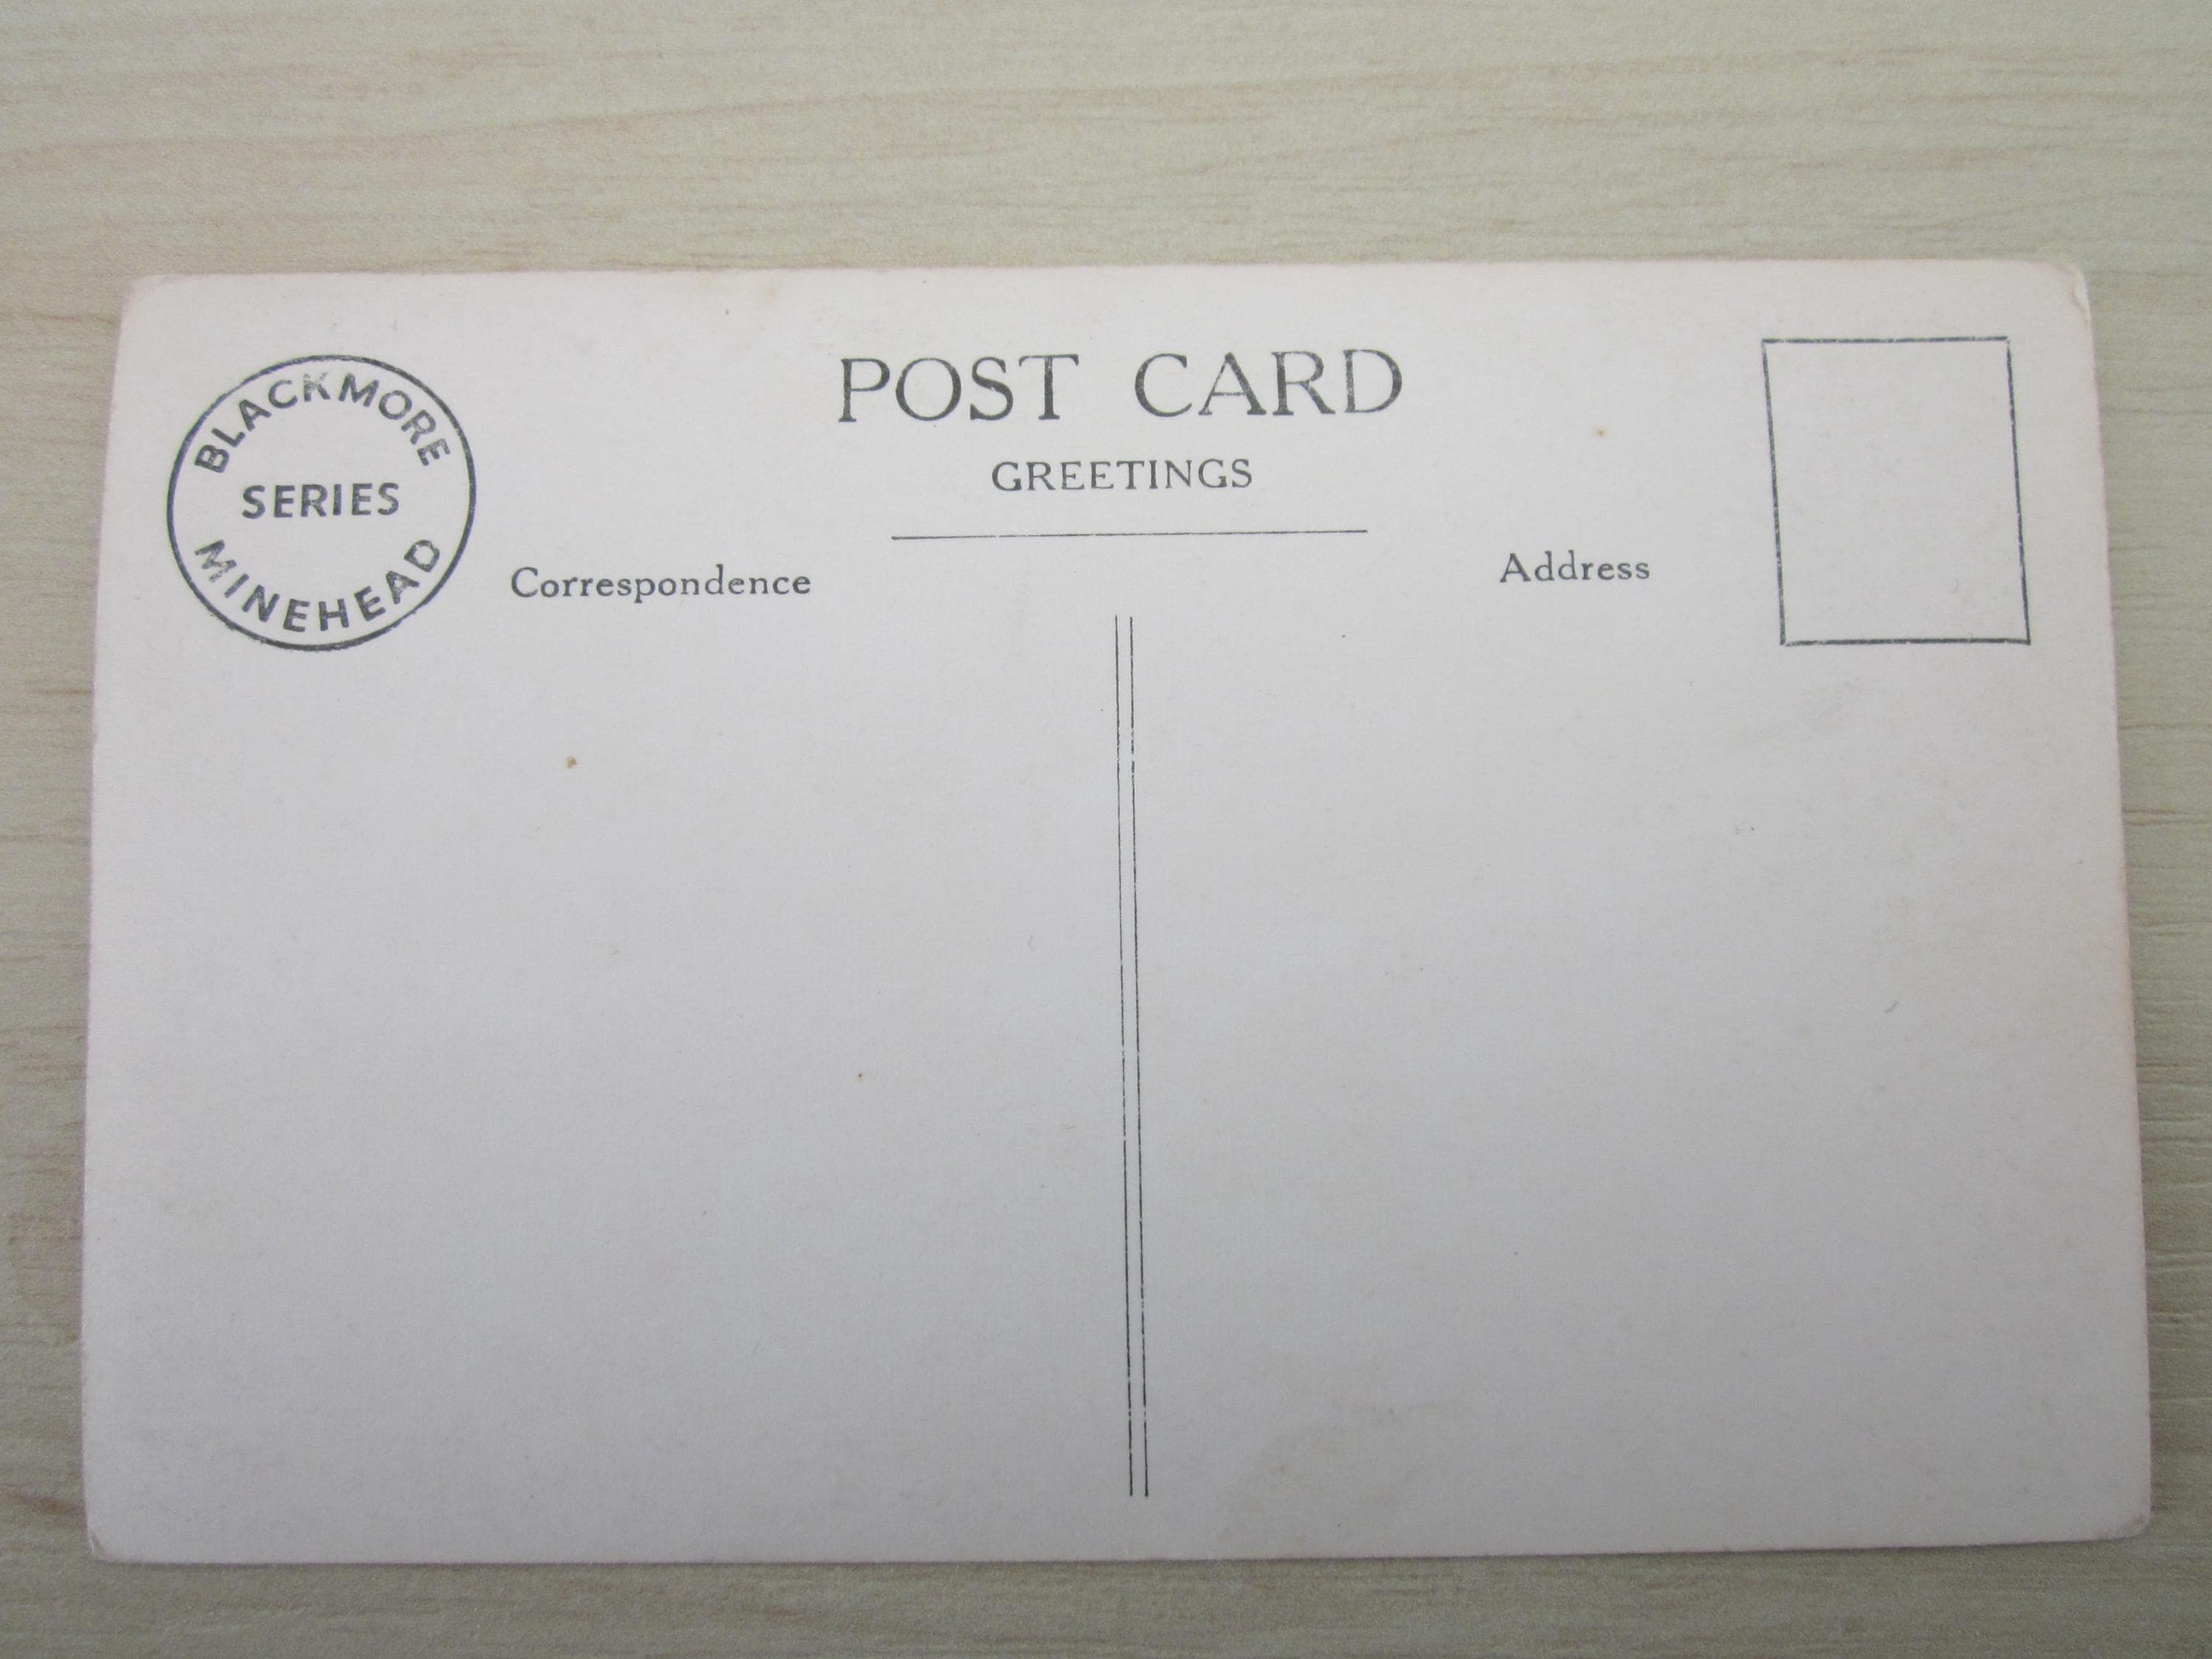 BLACKMORE
SERIES
MINEHEAD
POST CARD
GREETINGS
Correspondence
Address